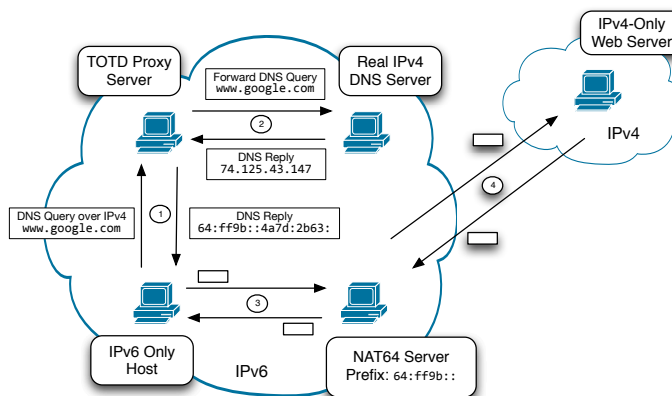 IPv4-Only
Web Server
TOTD Proxy
Server
Real IPv4
DNS Server
Forward DNS Query
www.google.com
2
DNS Reply
74.125.43.147
IPv4
4
DNS Query over IPv4
www.google.com
1
DNS Reply
64:ff9b::4a7d:2b63:
3
IPv6 Only
Host
IPv6
NAT64 Server
Prefix: 64:ff9b::